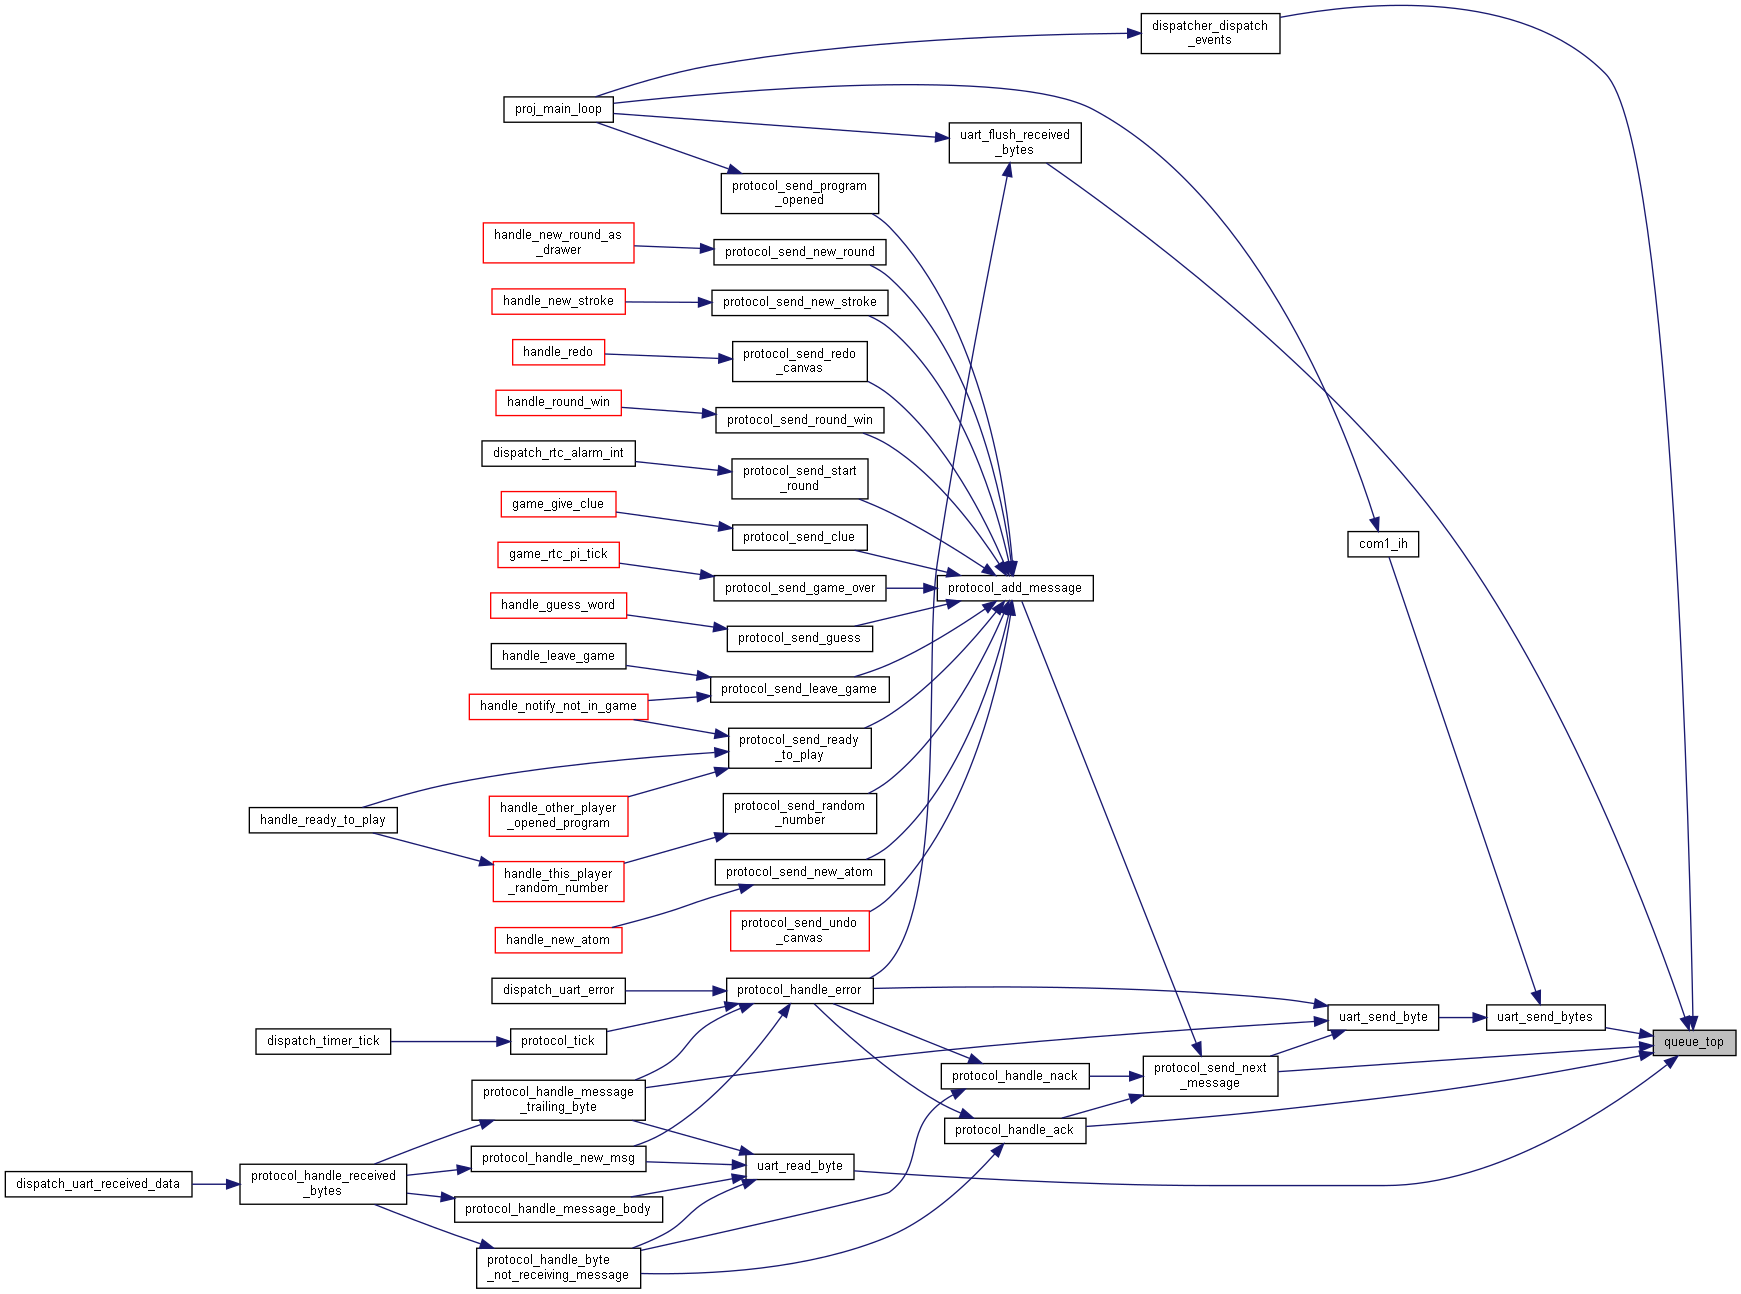 dispatcher_dispatch
_events
proj_main_loop
uart_flush_received
_bytes
protocol_send_program
_opened
handle_new_round_as
_drawer
protocol_send_new_round
handle_new_stroke
protocol_send_new_stroke
handle_redo
protocol_send_redo
_canvas
handle_round_win
protocol_send_round_win
dispatch_rtc_alarm_int
protocol_send_start
_round
game_give_clue
protocol_send_clue
com1_ih
game_rtc_pi_tick
protocol_send_game_over
protocol_add_message
handle_guess_word
protocol_send_guess
handle_leave_game
protocol_send_leave_game
handle_notify_not_in_game
protocol_send_ready
_to_play
handle_ready_to_play
handle_other_player
_opened_program
protocol_send_random
_number
handle_this_player
_random_number
protocol_send_new_atom
handle_new_atom
protocol_send_undo
_canvas
dispatch_uart_error
protocol_handle_error
uart_send_byte
uart_send_bytes
queue_top
dispatch_timer_tick
protocol_tick
protocol_handle_nack
protocol_send_next
_message
protocol_handle_message
_trailing_byte
protocol_handle_ack
protocol_handle_new_msg
uart_read_byte
dispatch_uart_received_data
protocol_handle_received
_bytes
protocol_handle_message_body
protocol_handle_byte
_not_receiving_message